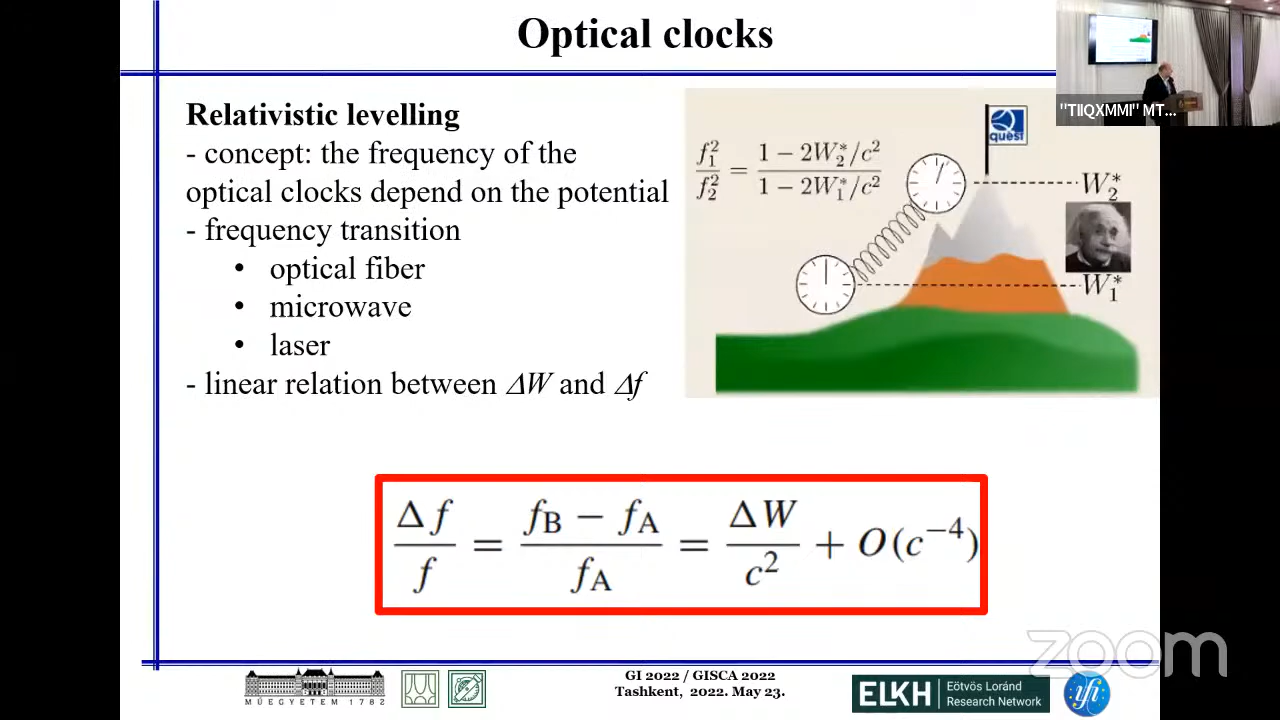 Optical clocks
"TIIQXMMI" MT...
Relativistic levelling
- concept: the frequency of the
optical clocks depend on the potential
- frequency transition
• optical fiber
• microwave
• laser
- linear relation between ΔW and Δf
f₁²/f₂² = (1 − 2W₂*/c²)/(1 − 2W₁*/c²)
quest
W₂*
W₁*
Δf/f = (f_B − f_A)/f_A = ΔW/c² + O(c⁻⁴)
zoom
MŰEGYETEM 1782
GI 2022 / GISCA 2022
Tashkent, 2022. May 23.
ELKH
Eötvös Loránd
Research Network